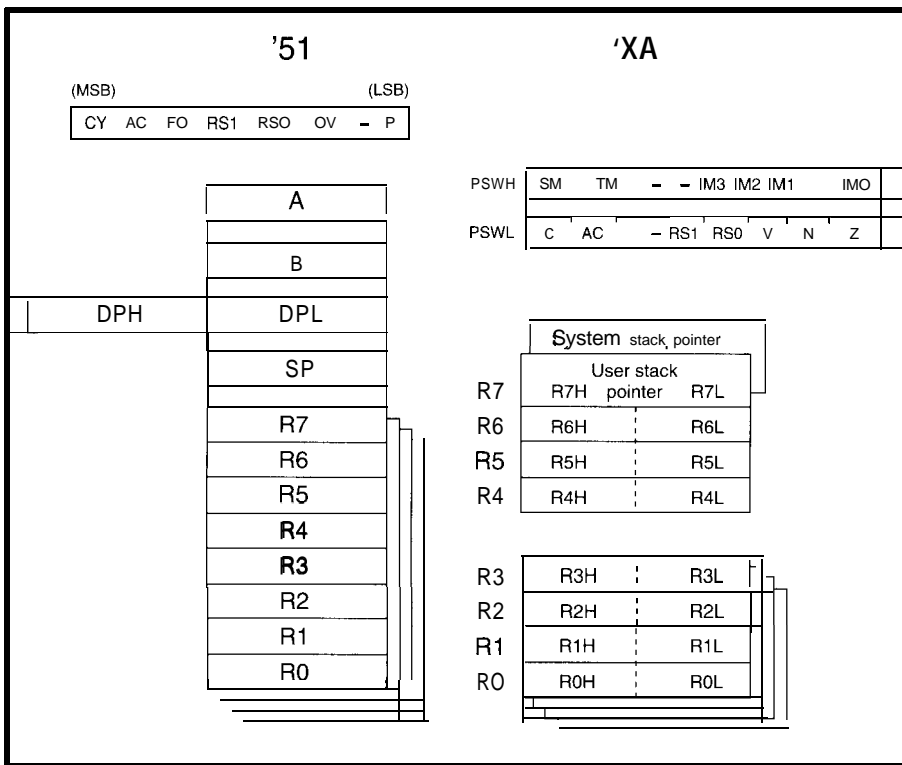 '51
(MSB) (LSB)
CY AC FO RS1 RSO OV – P
A
B
DPH DPL
SP
R7
R6
R5
R4
R3
R2
R1
R0
'XA
PSWH SM TM – – IM3 IM2 IM1 IMO
PSWL C AC – RS1 RS0 V N Z
System stack pointer
User stack
R7 R7H pointer R7L
R6 R6H R6L
R5 R5H R5L
R4 R4H R4L
R3 R3H R3L
R2 R2H R2L
R1 R1H R1L
RO R0H R0L